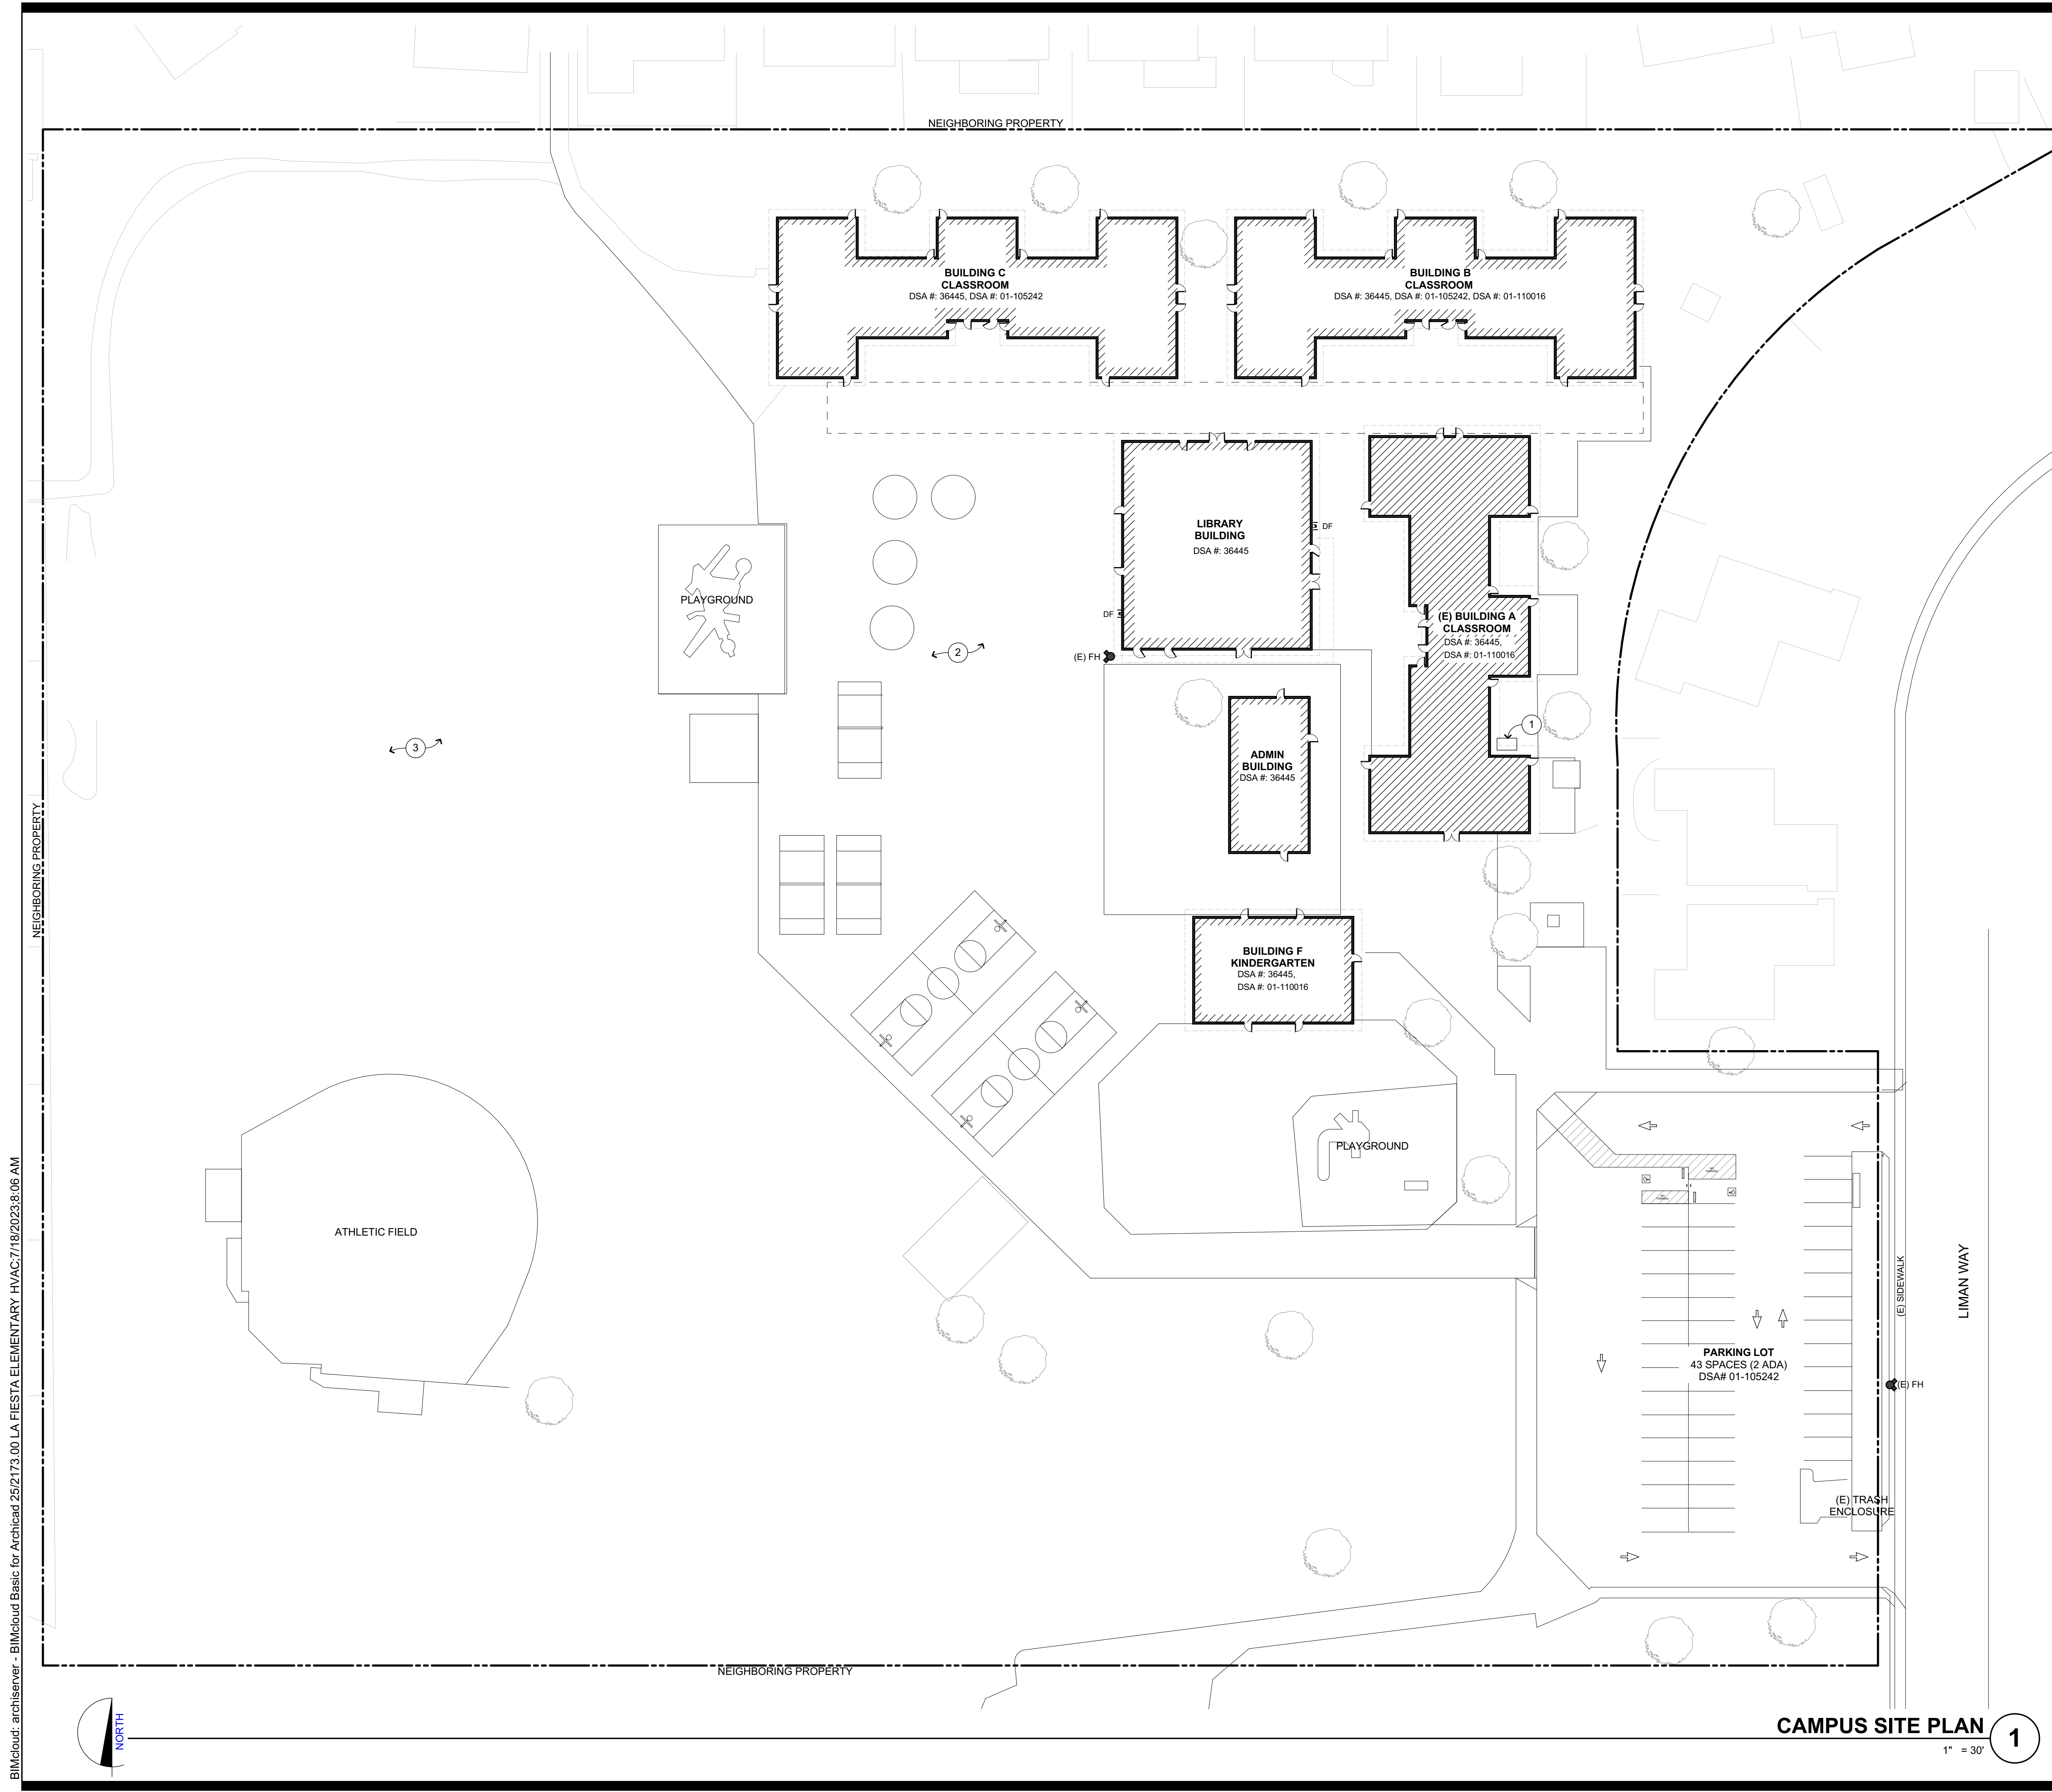 NEIGHBORING PROPERTY
BUILDING C
CLASSROOM
DSA #: 36445, DSA #: 01-105242
BUILDING B
CLASSROOM
DSA #: 36445, DSA #: 01-105242, DSA #: 01-110016
LIBRARY
BUILDING
DSA #: 36445
DF
DF
(E) FH
PLAYGROUND
2
(E) BUILDING A
CLASSROOM
DSA #: 36445,
DSA #: 01-110016
1
3
ADMIN
BUILDING
DSA #: 36445
NEIGHBORING PROPERTY
BUILDING F
KINDERGARTEN
DSA #: 36445,
DSA #: 01-110016
PLAYGROUND
ATHLETIC FIELD
(E) SIDEWALK
LIMAN WAY
PARKING LOT
43 SPACES (2 ADA)
DSA# 01-105242
(E) FH
(E) TRASH
ENCLOSURE
NEIGHBORING PROPERTY
BIMcloud: archiserver - BIMcloud Basic for Archicad 25/2173.00 LA FIESTA ELEMENTARY HVAC;7/18/2023;8:06 AM
NORTH
CAMPUS SITE PLAN
1
1" = 30'